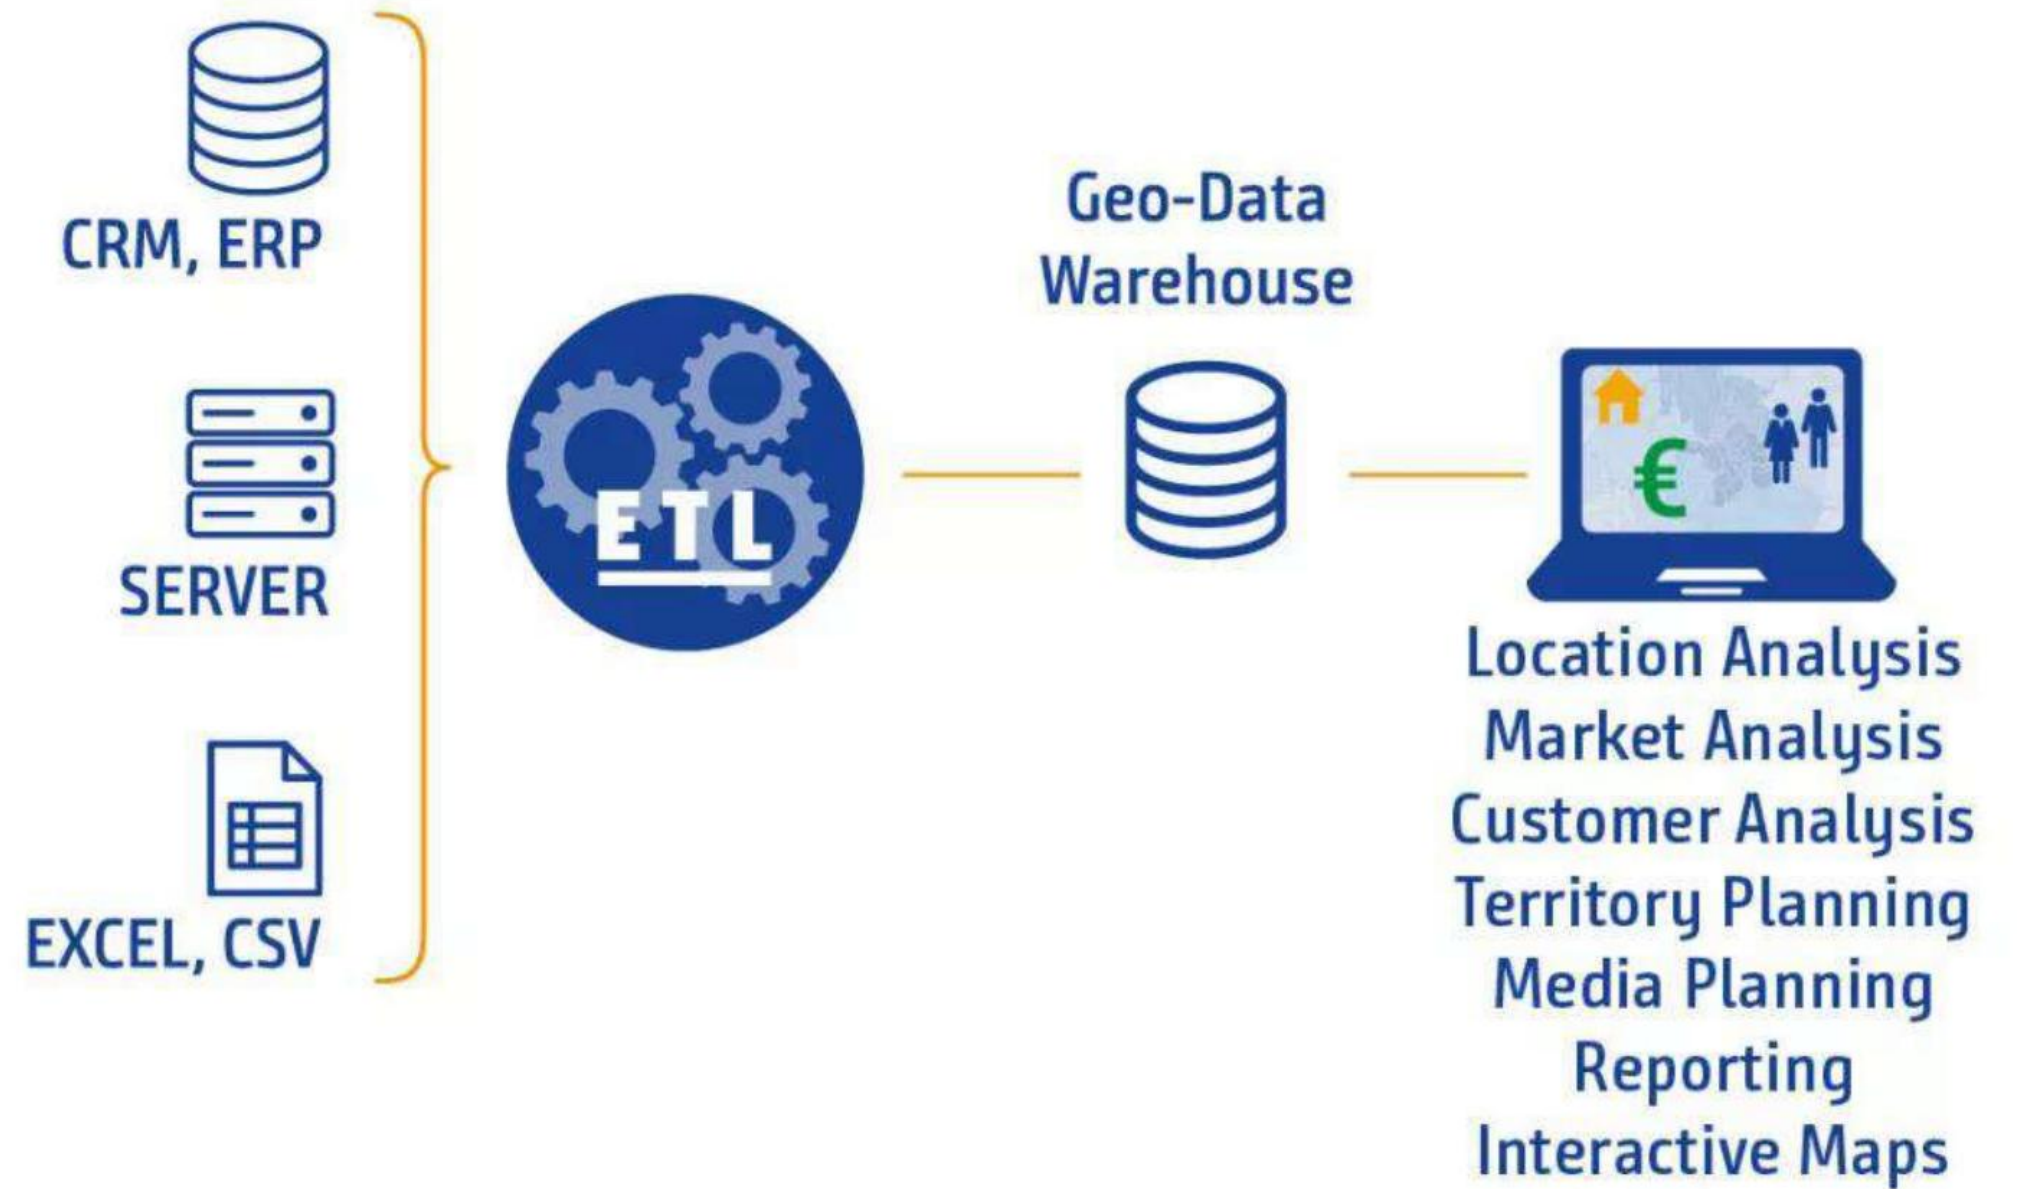 CRM, ERP
SERVER
EXCEL, CSV
ETL
Geo-Data
Warehouse
€
Location Analysis
Market Analysis
Customer Analysis
Territory Planning
Media Planning
Reporting
Interactive Maps